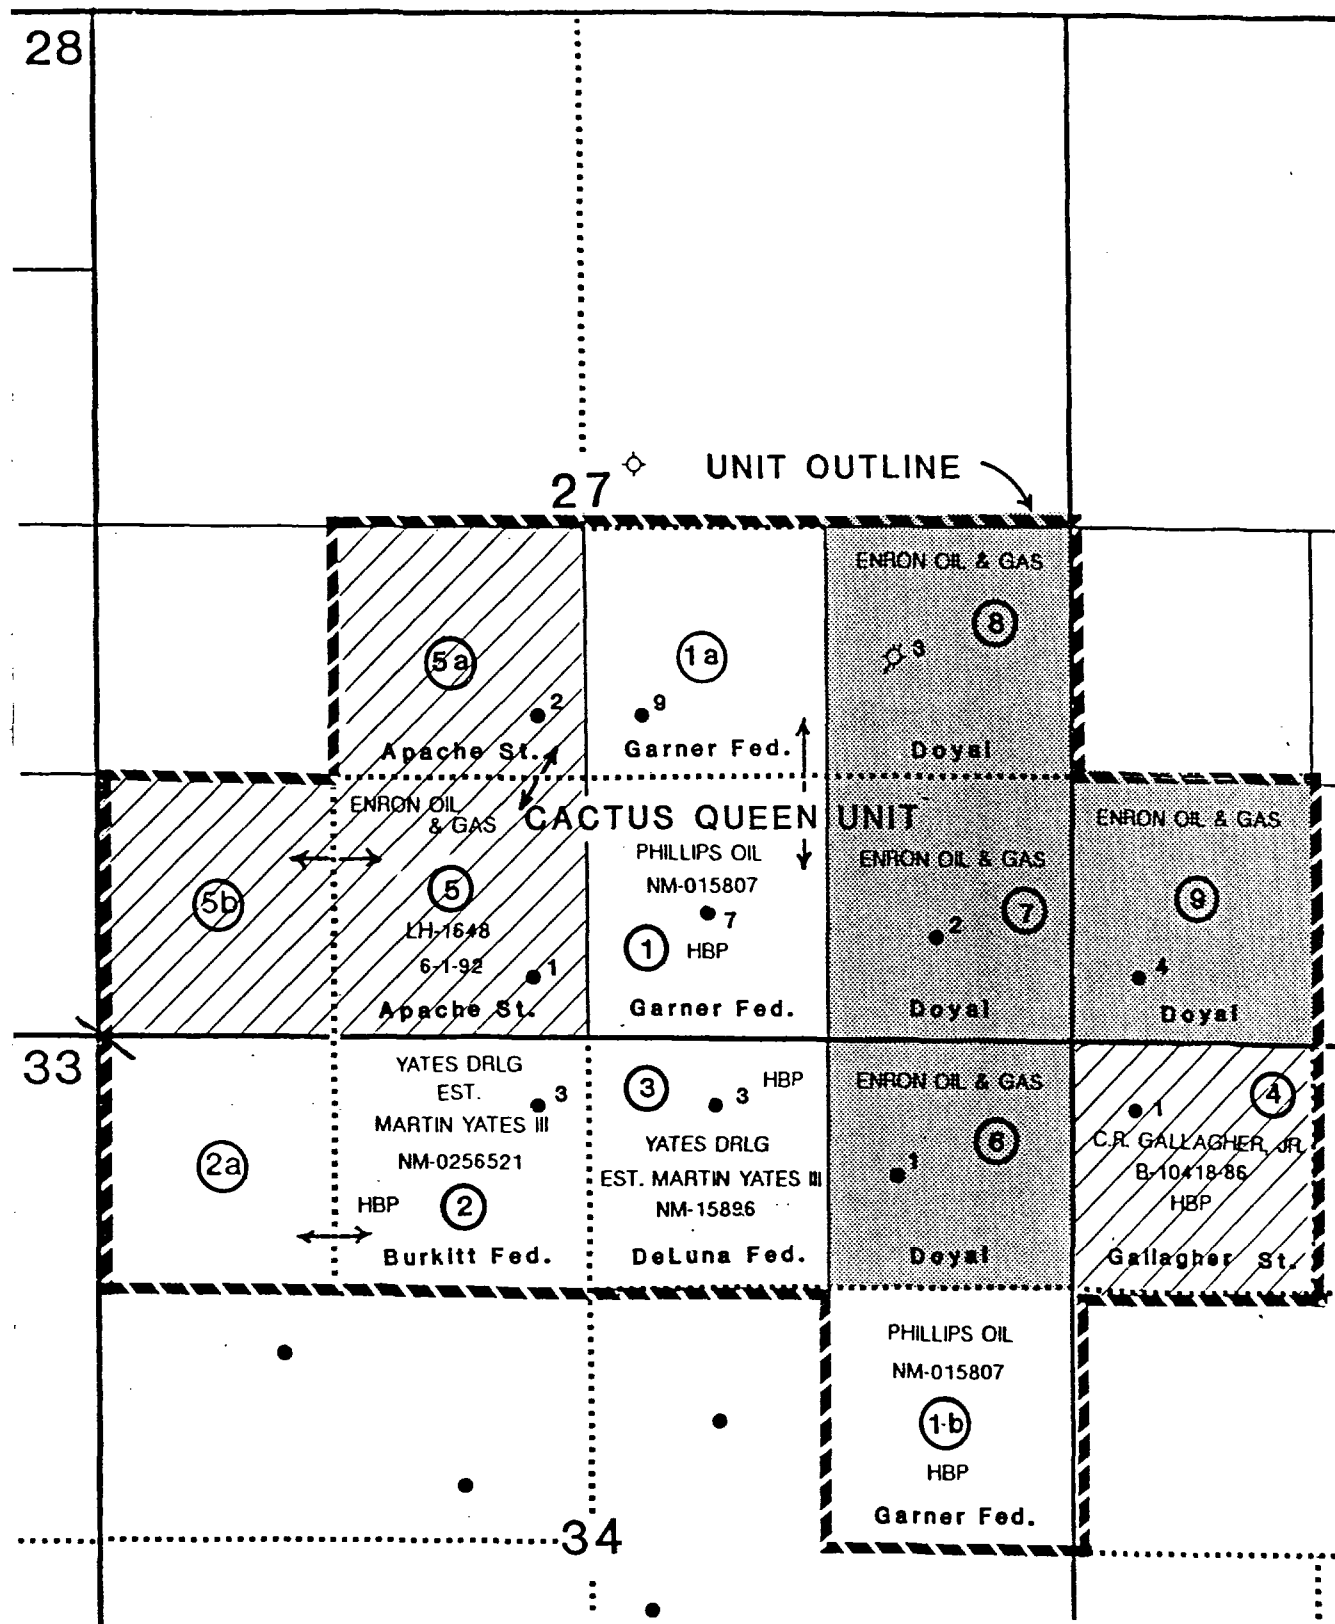 28
27
UNIT OUTLINE
ENRON OIL & GAS
8
3
Doyal
5a
2
Apache St.
1a
9
Garner Fed.
CACTUS QUEEN UNIT
5b
ENRON OIL
& GAS
5
LH-1648
6-1-92
1
Apache St.
PHILLIPS OIL
NM-015807
7
1
HBP
Garner Fed.
ENRON OIL & GAS
7
2
Doyal
ENRON OIL & GAS
9
4
Doyal
33
2a
YATES DRLG
EST.
3
MARTIN YATES III
NM-0256521
HBP
2
Burkitt Fed.
3
3
HBP
YATES DRLG
EST. MARTIN YATES III
NM-15896
DeLuna Fed.
ENRON OIL & GAS
6
1
Doyal
4
1
C.R. GALLAGHER, JR.
B-10418-86
HBP
Gallagher St.
PHILLIPS OIL
NM-015807
1-b
HBP
Garner Fed.
34